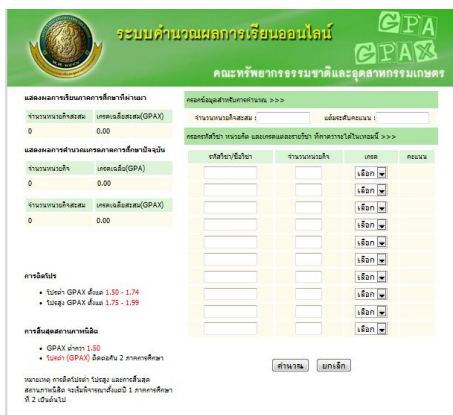 ระบบคำนวณผลการเรียนออนไลน์
GPA
GPAX
คณะทรัพยากรธรรมชาติและอุตสาหกรรมเกษตร
แสดงผลการเรียนภาคการศึกษาที่ผ่านมา
จำนวนหน่วยกิจสะสม เกรดเฉลี่ยสะสม(GPAX)
0 0.00
แสดงผลการคำนวณเกรดภาคการศึกษาปัจจุบัน
จำนวนหน่วยกิจ เกรดเฉลี่ย(GPA)
0 0.00
จำนวนหน่วยกิจสะสม เกรดเฉลี่ยสะสม(GPAX)
0 0.00
การติดโปร
โปรต่ำ GPAX ตั้งแต่ 1.50 - 1.74
โปรสูง GPAX ตั้งแต่ 1.75 - 1.99
การสิ้นสุดสถานภาพนิสิต
GPAX ต่ำกว่า 1.50
โปรต่ำ (GPAX) ติดต่อกัน 2 ภาคการศึกษา
หมายเหตุ การติดโปรต่ำ โปรสูง และการสิ้นสุด
สถานภาพนิสิต จะเริ่มพิจารณาตั้งแต่ปี 1 ภาคการศึกษา
ที่ 2 เป็นต้นไป
กรอกข้อมูลสำหรับการคำนวณ >>>
จำนวนหน่วยกิจสะสม : แต้มระดับคะแนน :
กรอกรหัสวิชา หน่วยกิต และเกรดแต่ละรายวิชา ที่คาดว่าจะได้ในเทอมนี้ >>>
รหัสวิชา/ชื่อวิชา จำนวนหน่วยกิจ เกรด คะแนน
เลือก
เลือก
เลือก
เลือก
เลือก
เลือก
เลือก
เลือก
เลือก
เลือก
คำนวณ ยกเลิก